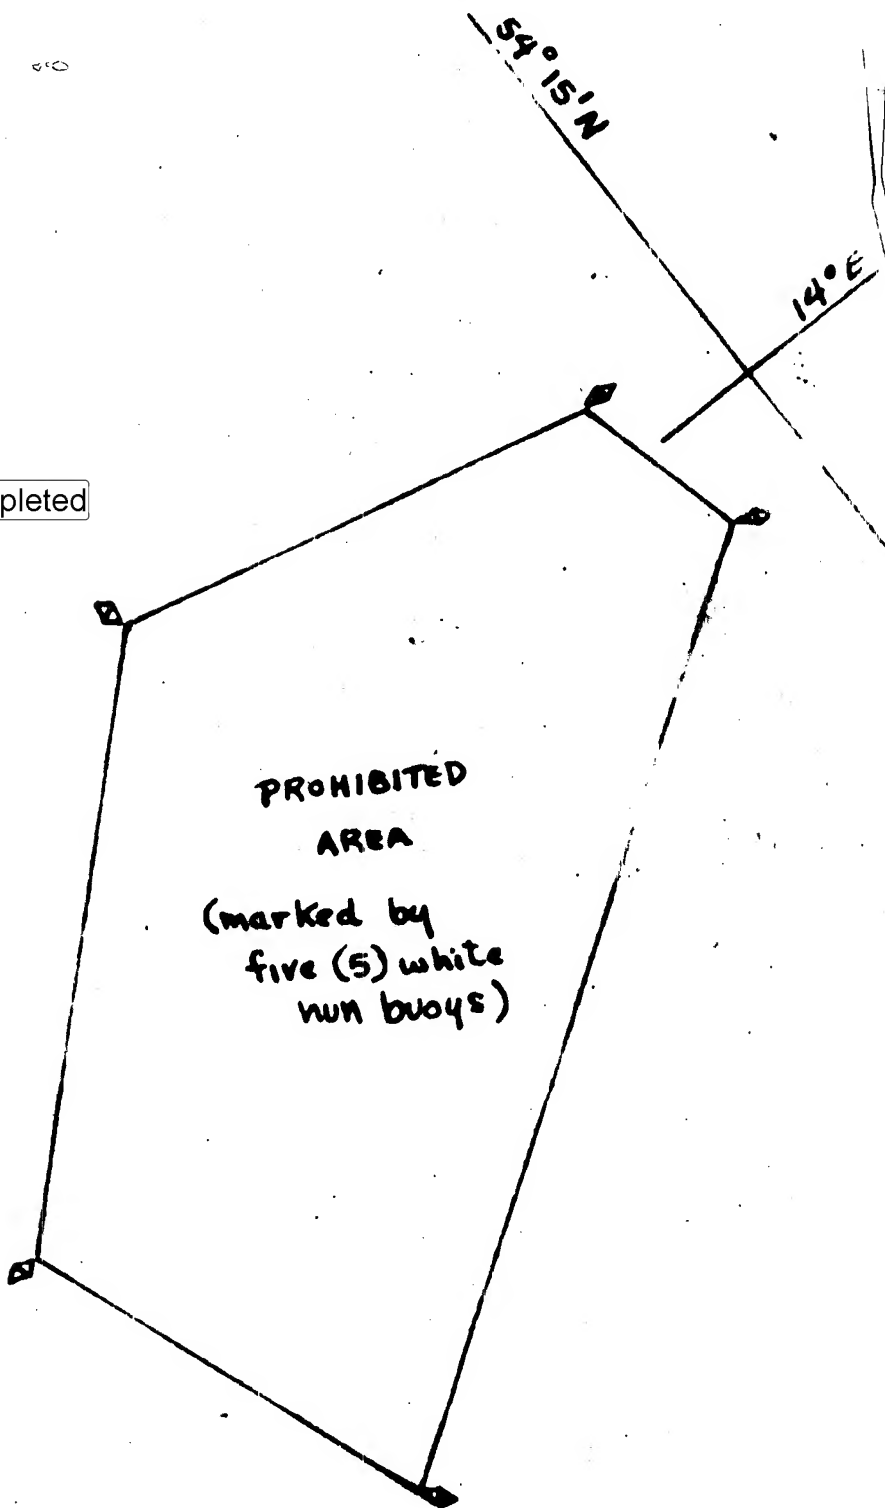 54° 15' N
14° E
pleted
PROHIBITED
AREA
(marked by
five (5) white
nun buoys)